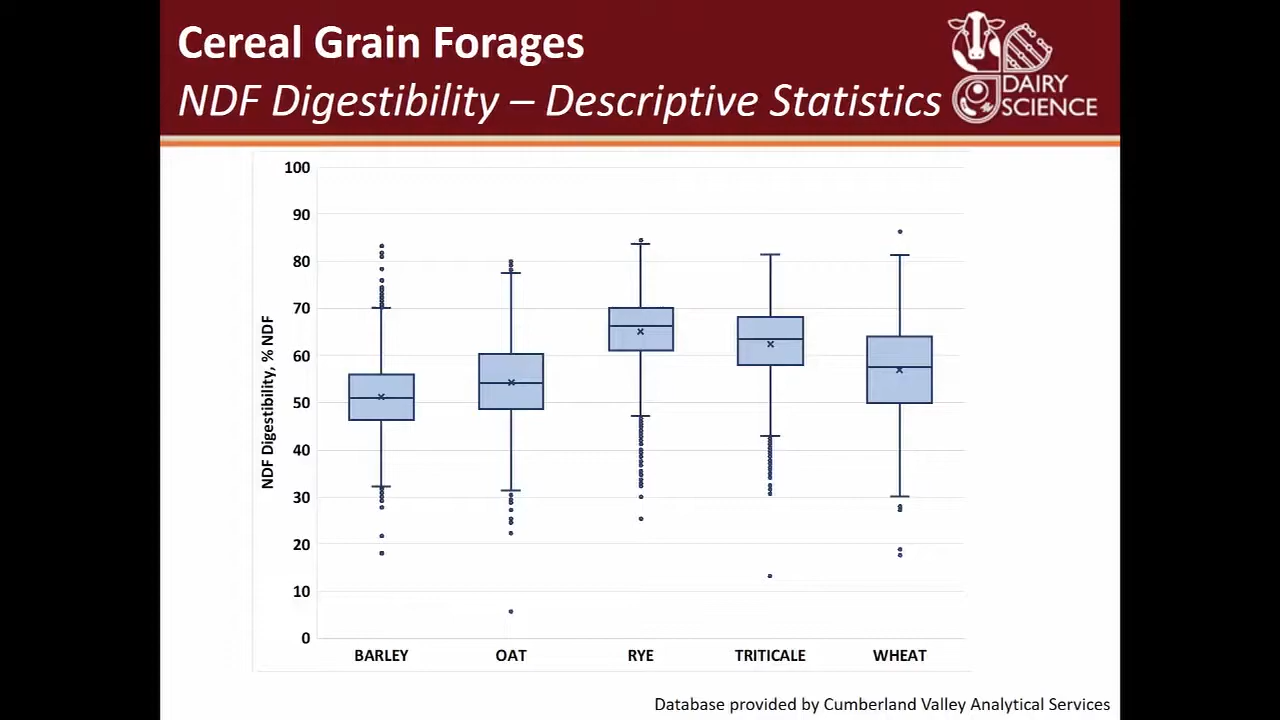 Cereal Grain Forages
NDF Digestibility – Descriptive Statistics
DAIRY
SCIENCE
100
90
80
70
60
50
40
30
20
10
0
NDF Digestibility, % NDF
BARLEY OAT RYE TRITICALE WHEAT
Database provided by Cumberland Valley Analytical Services